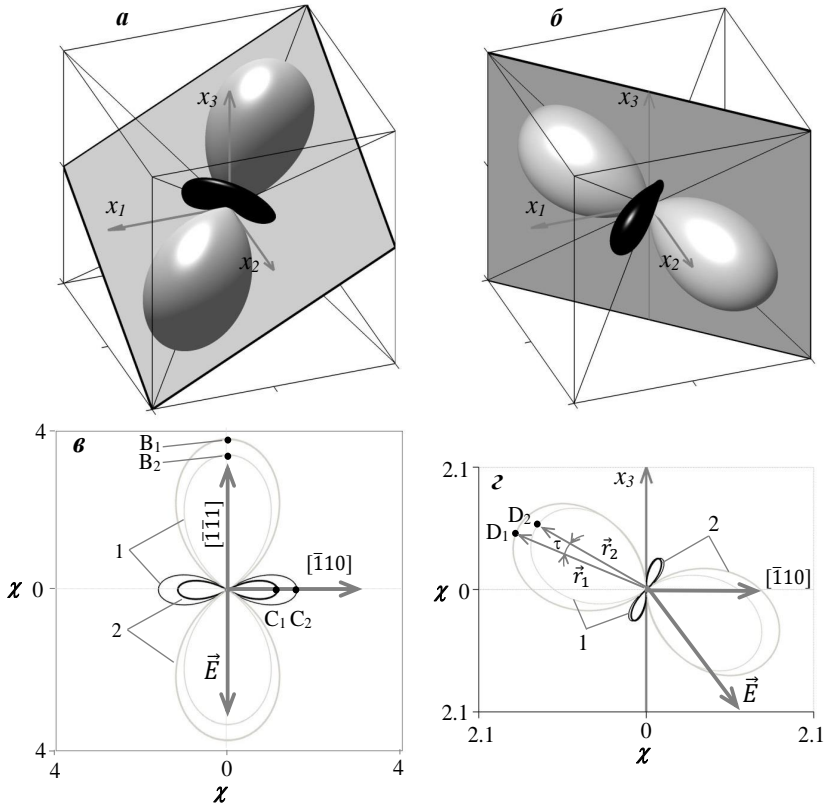 а
б
x₃
x₁
x₂
x₃
x₁
x₂
в
4
B₁
B₂
1
[1̄1̄1]
[1̄10]
χ
0
2
C₁ C₂
E⃗
4
4
0
4
χ
г
2.1
x₃
D₂
D₁
τ
r⃗₂
r⃗₁
2
χ
0
[1̄10]
1
E⃗
2.1
2.1
0
2.1
χ